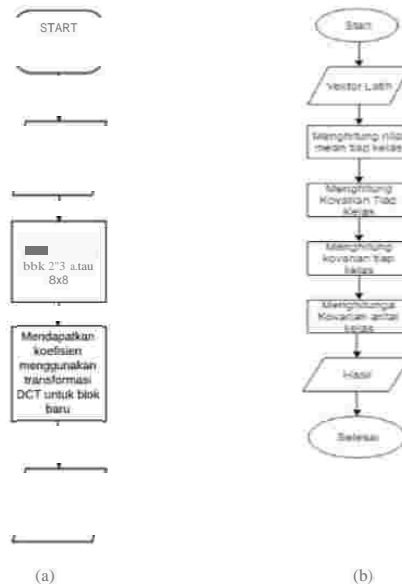 START
bbk 2"3 a.tau
8x8
Mendapatkan
koefisien
menggunakan
transformasi
DCT untuk blok
baru
(a)
Start
Vektor Latih
Menghitung nilai
mean tiap kelas
Menghitung
Kovarian Tiap
Kelas
Menghitung
kovarian tiap
kelas
Menghitunga
Kovarian antar
kelas
Hasil
Selesai
(b)